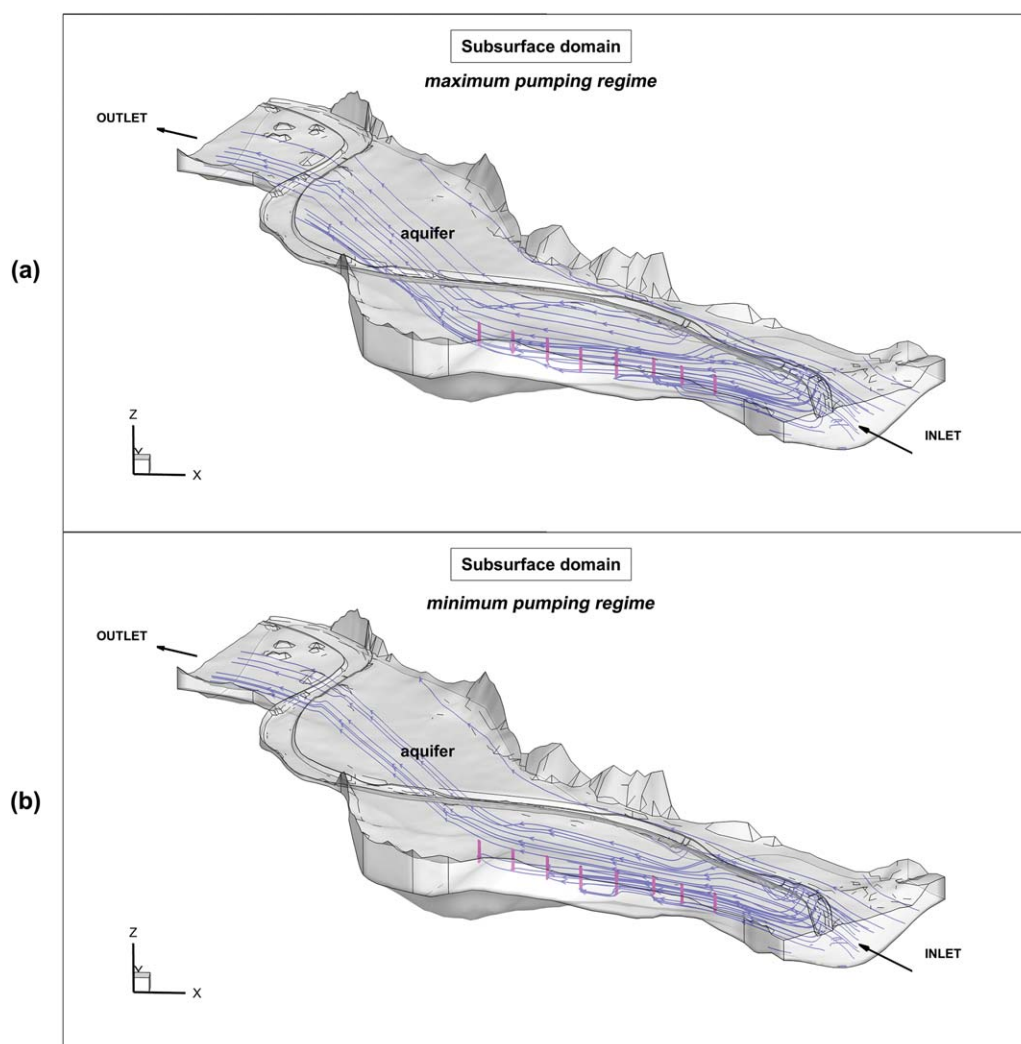 (a)
Subsurface domain
maximum pumping regime
OUTLET
aquifer
INLET
Z
Y
X
(b)
Subsurface domain
minimum pumping regime
OUTLET
aquifer
INLET
Z
Y
X